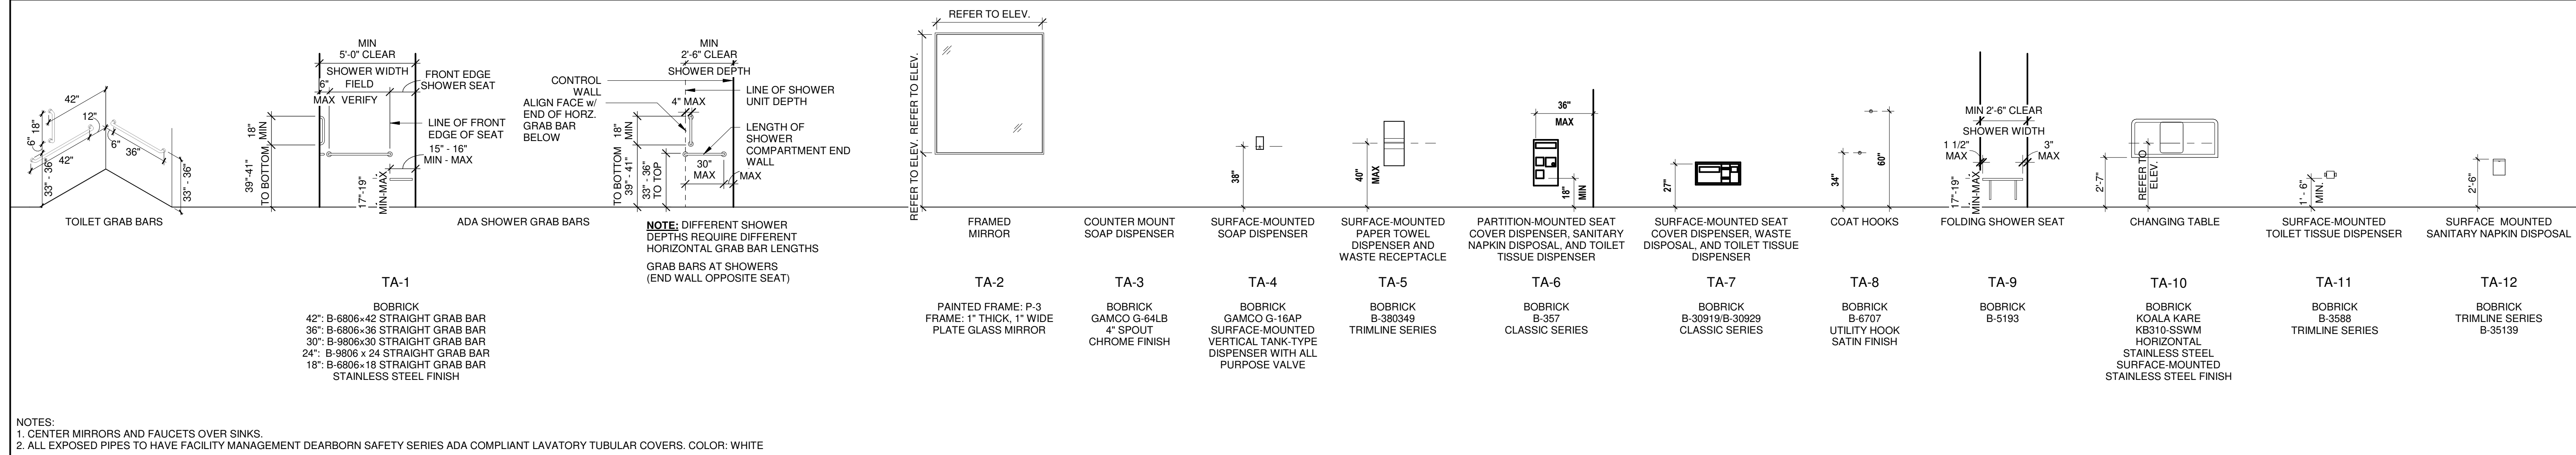 42"
12"
6"
18"
6"
42"
36"
33" - 36"
33" - 36"
TOILET GRAB BARS
MIN
5'-0" CLEAR
SHOWER WIDTH
6"
FIELD
MAX
VERIFY
FRONT EDGE
SHOWER SEAT
LINE OF FRONT
EDGE OF SEAT
15" - 16"
MIN - MAX
18"
MIN
39"-41"
TO BOTTOM
17"-19"
MIN-MAX
ADA SHOWER GRAB BARS
MIN
2'-6" CLEAR
SHOWER DEPTH
CONTROL
WALL
ALIGN FACE w/
END OF HORZ.
GRAB BAR
BELOW
4" MAX
LINE OF SHOWER
UNIT DEPTH
LENGTH OF
SHOWER
COMPARTMENT END
WALL
18"
MIN
TO BOTTOM
39" - 41"
33" - 36"
TO TOP
30"
MAX
3"
MAX
NOTE: DIFFERENT SHOWER
DEPTHS REQUIRE DIFFERENT
HORIZONTAL GRAB BAR LENGTHS
GRAB BARS AT SHOWERS
(END WALL OPPOSITE SEAT)
TA-1
BOBRICK
42": B-6806×42 STRAIGHT GRAB BAR
36": B-6806×36 STRAIGHT GRAB BAR
30": B-9806x30 STRAIGHT GRAB BAR
24": B-9806 x 24 STRAIGHT GRAB BAR
18": B-6806×18 STRAIGHT GRAB BAR
STAINLESS STEEL FINISH
REFER TO ELEV.
REFER TO ELEV.
REFER TO ELEV.
FRAMED
MIRROR
TA-2
PAINTED FRAME: P-3
FRAME: 1" THICK, 1" WIDE
PLATE GLASS MIRROR
COUNTER MOUNT
SOAP DISPENSER
TA-3
BOBRICK
GAMCO G-64LB
4" SPOUT
CHROME FINISH
38"
SURFACE-MOUNTED
SOAP DISPENSER
TA-4
BOBRICK
GAMCO G-16AP
SURFACE-MOUNTED
VERTICAL TANK-TYPE
DISPENSER WITH ALL
PURPOSE VALVE
40"
MAX
SURFACE-MOUNTED
PAPER TOWEL
DISPENSER AND
WASTE RECEPTACLE
TA-5
BOBRICK
B-380349
TRIMLINE SERIES
36"
MAX
18"
MIN
PARTITION-MOUNTED SEAT
COVER DISPENSER, SANITARY
NAPKIN DISPOSAL, AND TOILET
TISSUE DISPENSER
TA-6
BOBRICK
B-357
CLASSIC SERIES
27"
SURFACE-MOUNTED SEAT
COVER DISPENSER, WASTE
DISPOSAL, AND TOILET TISSUE
DISPENSER
TA-7
BOBRICK
B-30919/B-30929
CLASSIC SERIES
34"
60"
COAT HOOKS
TA-8
BOBRICK
B-6707
UTILITY HOOK
SATIN FINISH
MIN 2'-6" CLEAR
SHOWER WIDTH
1 1/2"
MAX
3"
MAX
17"-19"
MIN-MAX
FOLDING SHOWER SEAT
TA-9
BOBRICK
B-5193
2'-7"
REFER TO
ELEV.
CHANGING TABLE
TA-10
BOBRICK
KOALA KARE
KB310-SSWM
HORIZONTAL
STAINLESS STEEL
SURFACE-MOUNTED
STAINLESS STEEL FINISH
1' - 6"
MIN.
SURFACE-MOUNTED
TOILET TISSUE DISPENSER
TA-11
BOBRICK
B-3588
TRIMLINE SERIES
2'-6"
SURFACE MOUNTED
SANITARY NAPKIN DISPOSAL
TA-12
BOBRICK
TRIMLINE SERIES
B-35139
NOTES:
1. CENTER MIRRORS AND FAUCETS OVER SINKS.
2. ALL EXPOSED PIPES TO HAVE FACILITY MANAGEMENT DEARBORN SAFETY SERIES ADA COMPLIANT LAVATORY TUBULAR COVERS. COLOR: WHITE